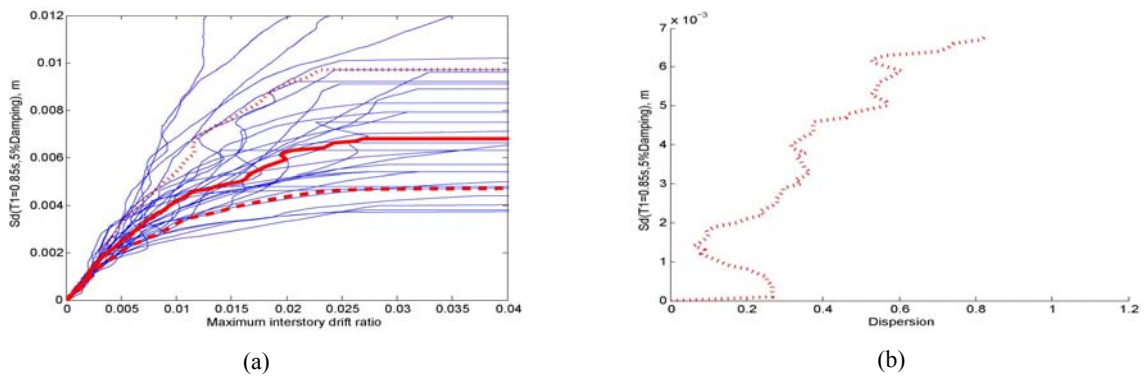 0.012
0.01
0.008
0.006
0.004
0.002
0
Sd(T1=0.85s,5%Damping), m
0 0.005 0.01 0.015 0.02 0.025 0.03 0.035 0.04
Maximum interstory drift ratio
(a)
x 10⁻³
7
6
5
4
3
2
1
0
Sd(T1=0.85s,5%Damping), m
0 0.2 0.4 0.6 0.8 1 1.2
Dispersion
(b)